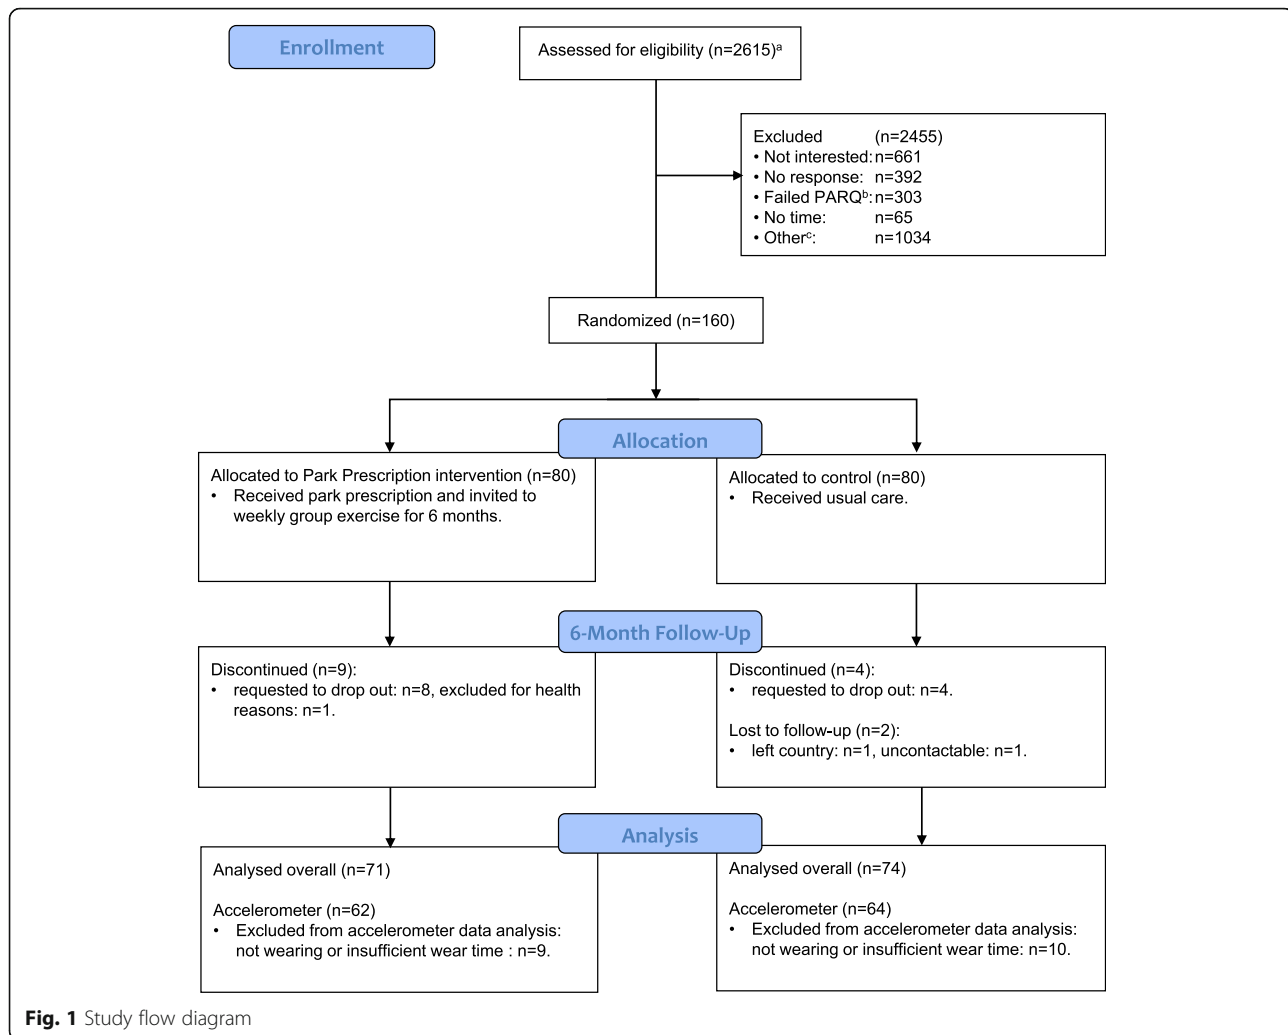 Enrollment
Assessed for eligibility (n=2615)ᵃ
Excluded (n=2455)
• Not interested: n=661
• No response: n=392
• Failed PARQᵇ: n=303
• No time: n=65
• Otherᶜ: n=1034
Randomized (n=160)
Allocation
Allocated to Park Prescription intervention (n=80)
• Received park prescription and invited to
weekly group exercise for 6 months.
Allocated to control (n=80)
• Received usual care.
6-Month Follow-Up
Discontinued (n=9):
• requested to drop out: n=8, excluded for health
reasons: n=1.
Discontinued (n=4):
• requested to drop out: n=4.
Lost to follow-up (n=2):
• left country: n=1, uncontactable: n=1.
Analysis
Analysed overall (n=71)
Accelerometer (n=62)
• Excluded from accelerometer data analysis:
not wearing or insufficient wear time : n=9.
Analysed overall (n=74)
Accelerometer (n=64)
• Excluded from accelerometer data analysis:
not wearing or insufficient wear time: n=10.
Fig. 1 Study flow diagram